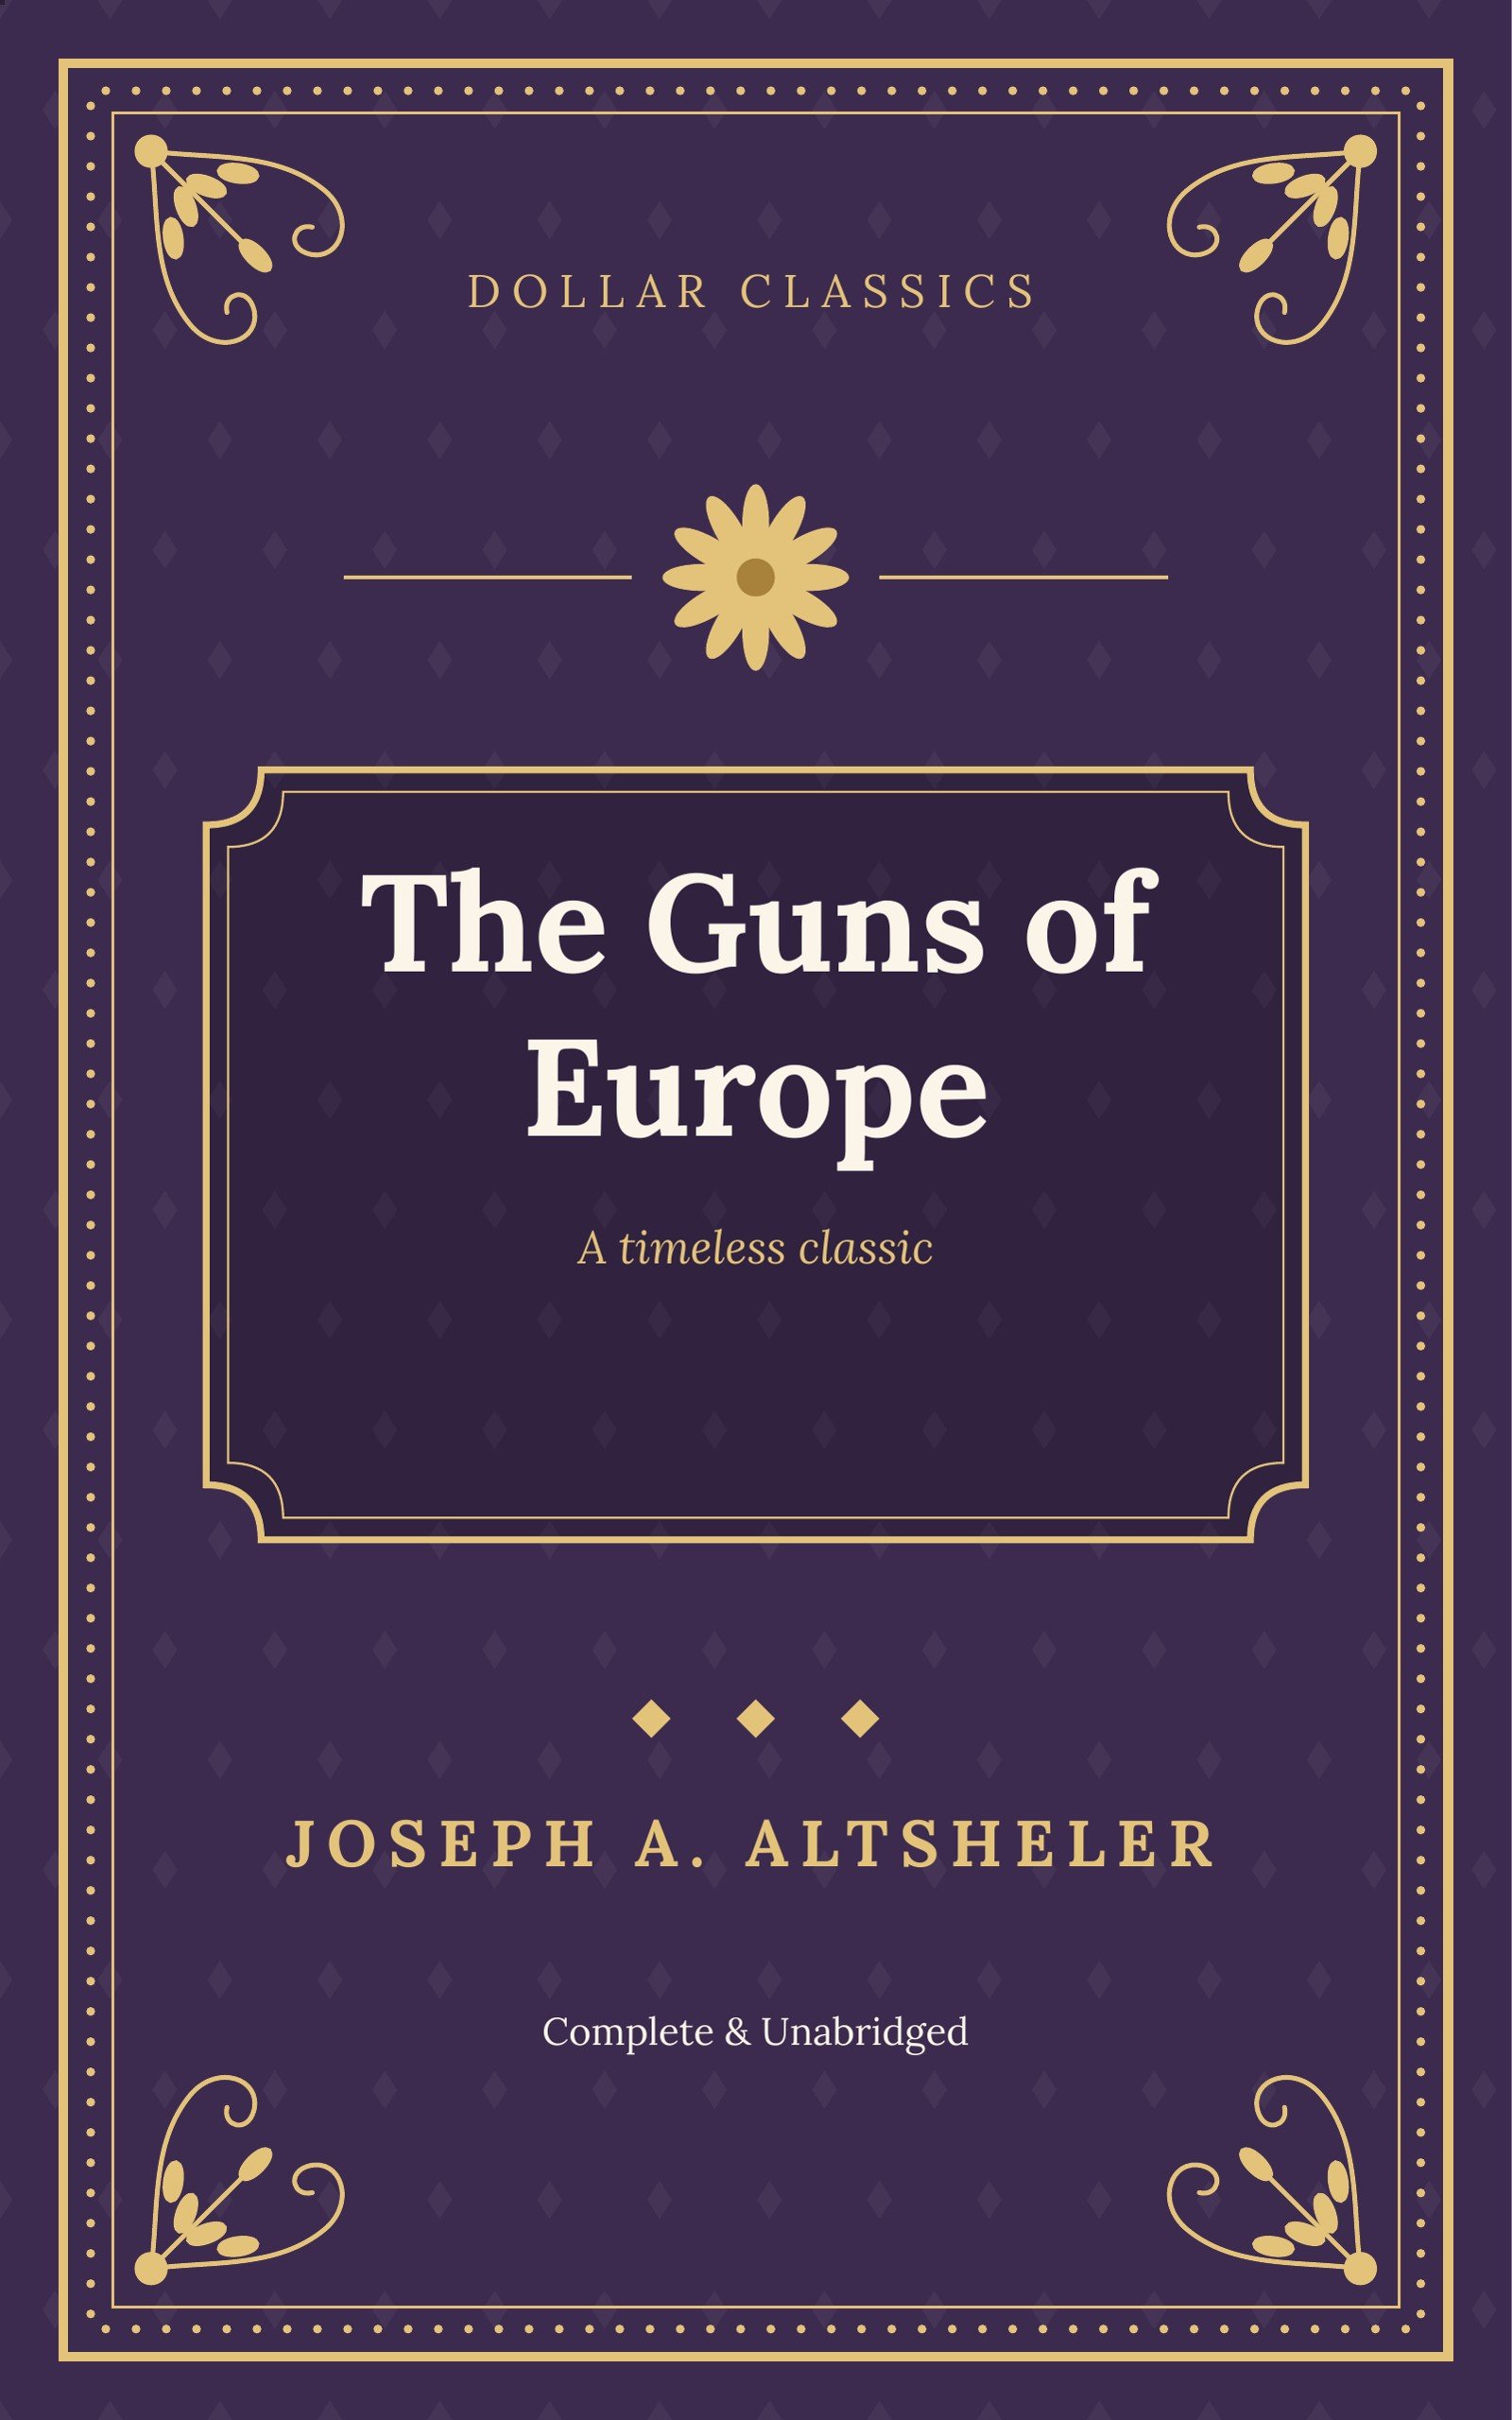 DOLLAR CLASSICS
The Guns of
Europe
A timeless classic
JOSEPH A. ALTSHELER
Complete & Unabridged